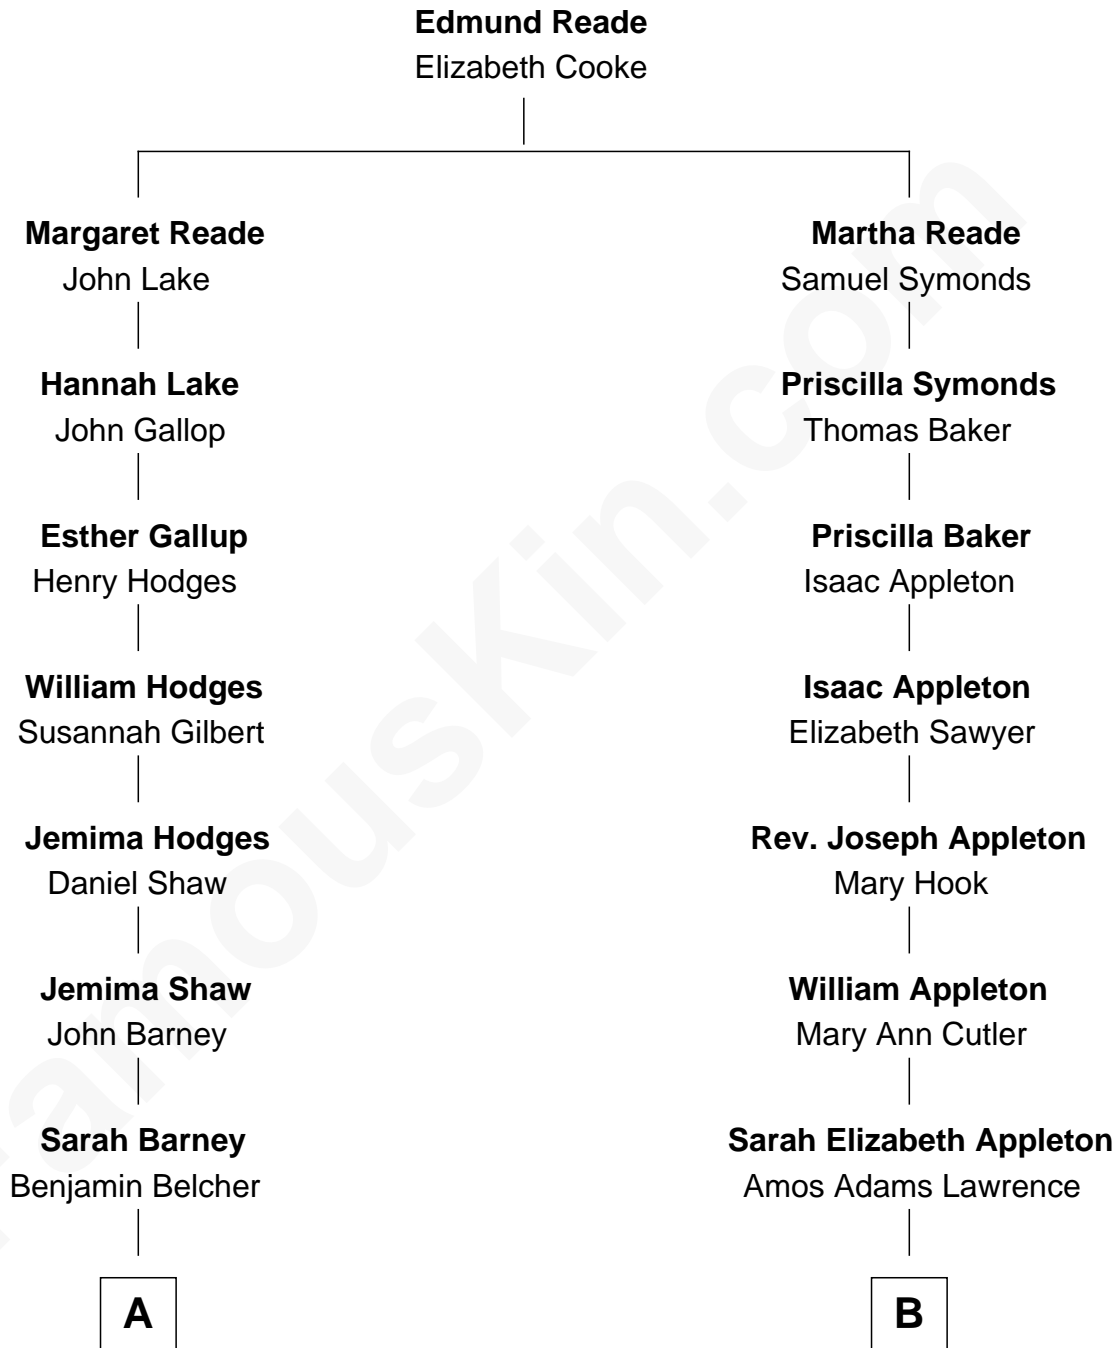 Edmund Reade
Elizabeth Cooke
Margaret Reade
John Lake
Martha Reade
Samuel Symonds
Hannah Lake
John Gallop
Priscilla Symonds
Thomas Baker
Esther Gallup
Henry Hodges
Priscilla Baker
Isaac Appleton
William Hodges
Susannah Gilbert
Isaac Appleton
Elizabeth Sawyer
Jemima Hodges
Daniel Shaw
Rev. Joseph Appleton
Mary Hook
Jemima Shaw
John Barney
William Appleton
Mary Ann Cutler
Sarah Barney
Benjamin Belcher
Sarah Elizabeth Appleton
Amos Adams Lawrence
A
B
FamousKin.com